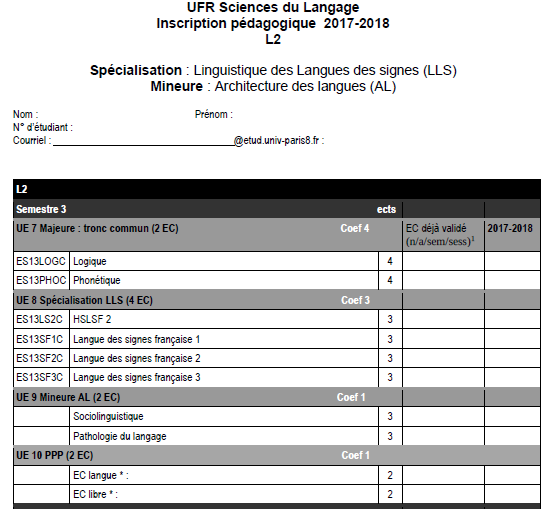 UFR Sciences du Langage
Inscription pédagogique 2017-2018
L2
Spécialisation : Linguistique des Langues des signes (LLS)
Mineure : Architecture des langues (AL)
Nom : Prénom :
N° d'étudiant :
Courriel : @etud.univ-paris8.fr :
L2
Semestre 3 ects
UE 7 Majeure : tronc commun (2 EC) Coef 4 EC déjà validé (n/a/sem/sess)1 2017-2018
ES13LOGC Logique 4
ES13PHOC Phonétique 4
UE 8 Spécialisation LLS (4 EC) Coef 3
ES13LS2C HSLSF 2 3
ES13SF1C Langue des signes française 1 3
ES13SF2C Langue des signes française 2 3
ES13SF3C Langue des signes française 3 3
UE 9 Mineure AL (2 EC) Coef 1
Sociolinguistique 3
Pathologie du langage 3
UE 10 PPP (2 EC) Coef 1
EC langue * : 2
EC libre * : 2